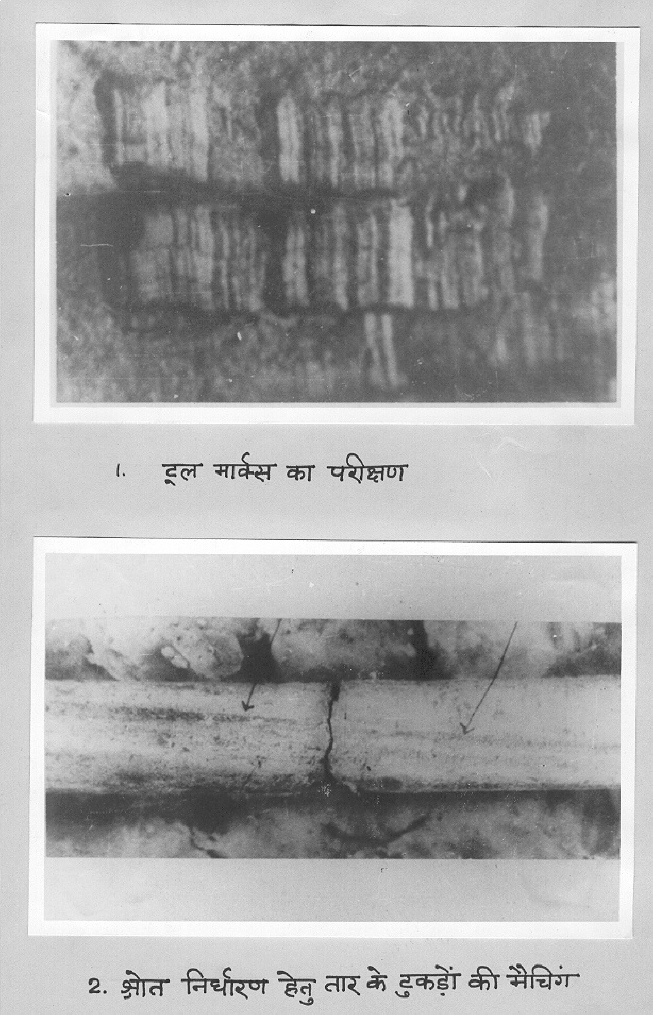 1. टूल मार्क्स का परीक्षण
2. श्रोत निर्धारण हेतु तार के टुकड़ों की मैचिंग